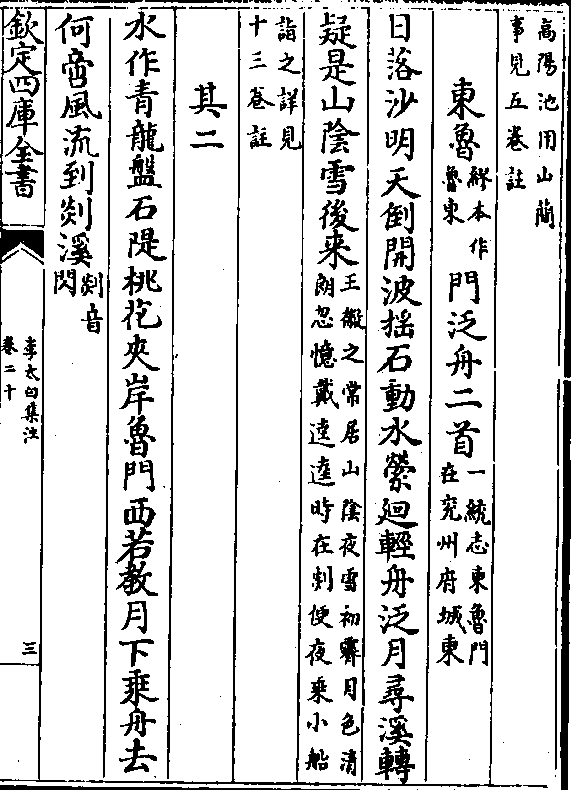 高陽池用山簡
事見五卷註
東魯繆本作魯東門泛舟二首一統志東魯門在兖州府城東
日落沙明天倒開波揺石動水縈廻輕舟泛月尋溪轉
疑是山陰雪後来王徽之常居山陰夜雪初霽月色清朗忽憶戴逵逵時在剡便夜乘小船
詣之詳見十三卷註
其二
水作青龍盤石隄桃花夾岸魯門西若教月下乘舟去
何啻風流到剡溪剡音閃
欽定四庫全書
李太白集注
卷二十
三